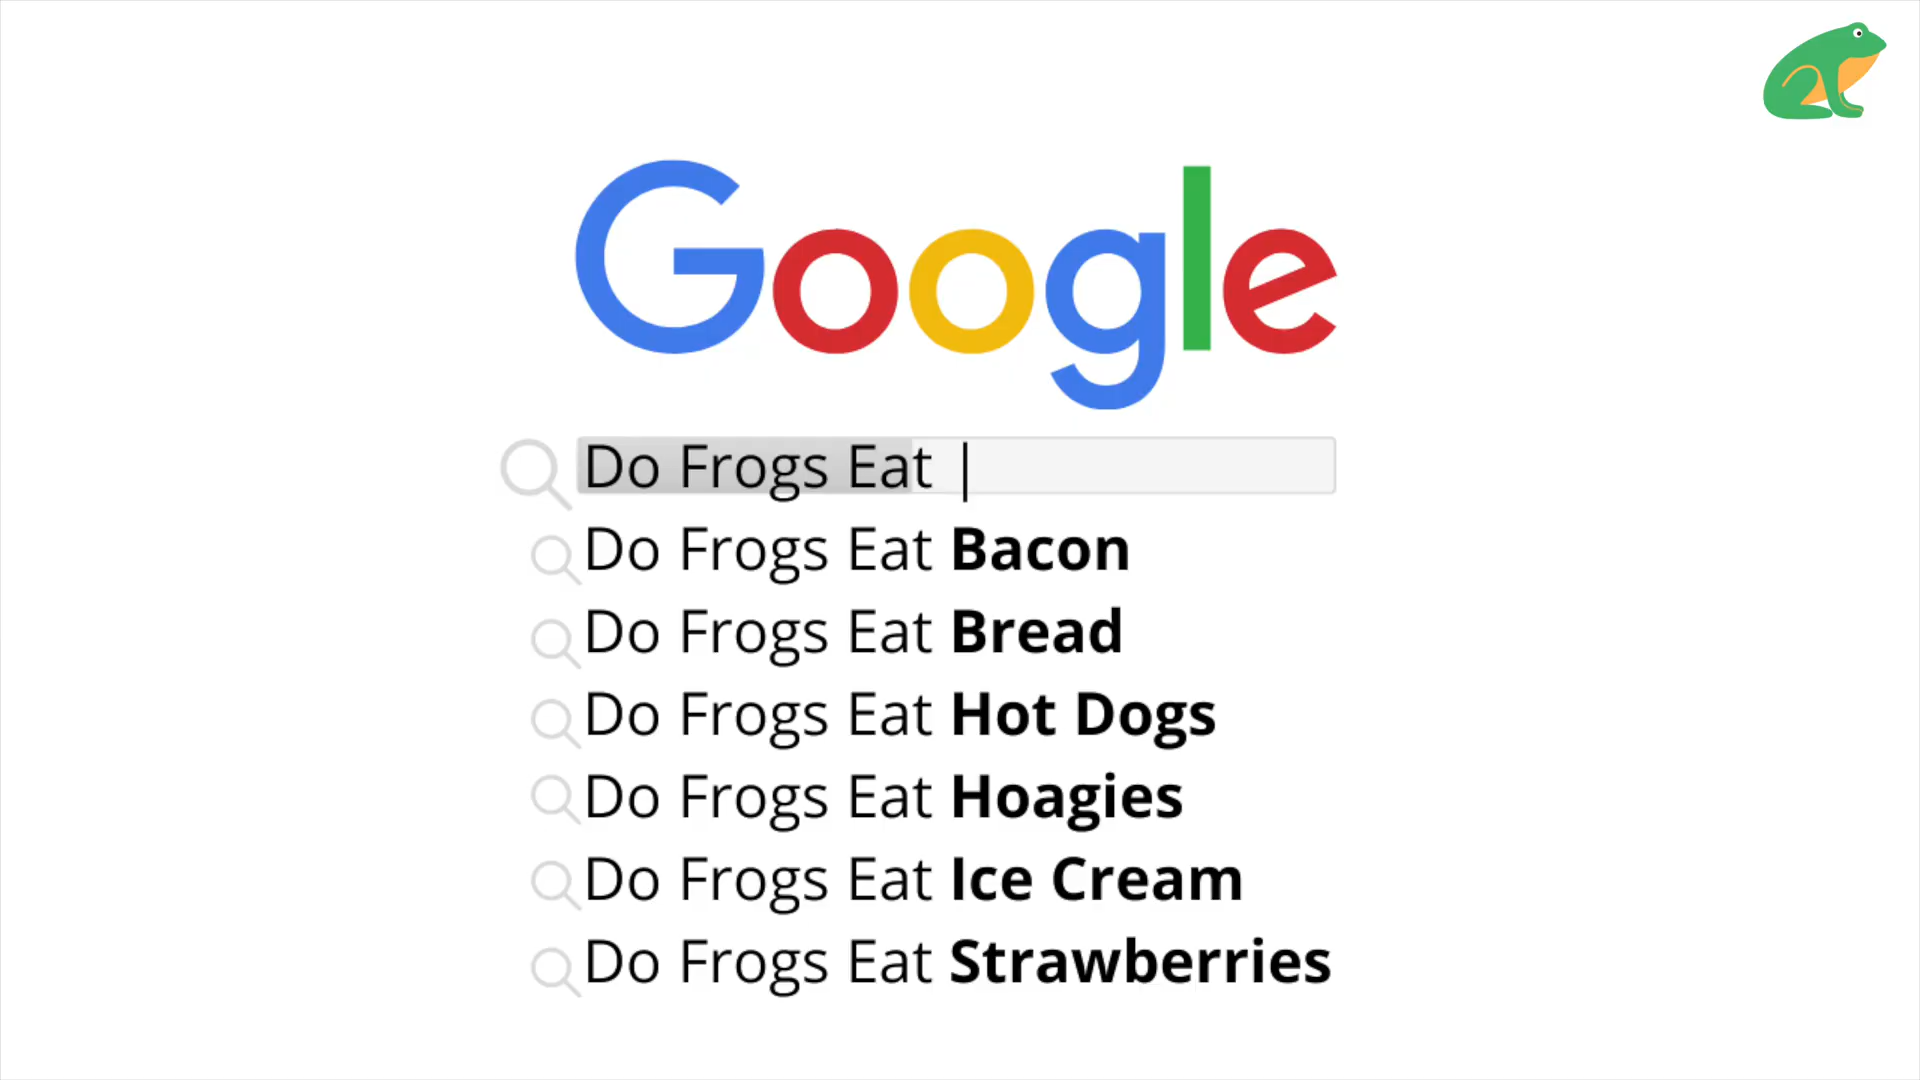 Google
Do Frogs Eat |
Do Frogs Eat Bacon
Do Frogs Eat Bread
Do Frogs Eat Hot Dogs
Do Frogs Eat Hoagies
Do Frogs Eat Ice Cream
Do Frogs Eat Strawberries